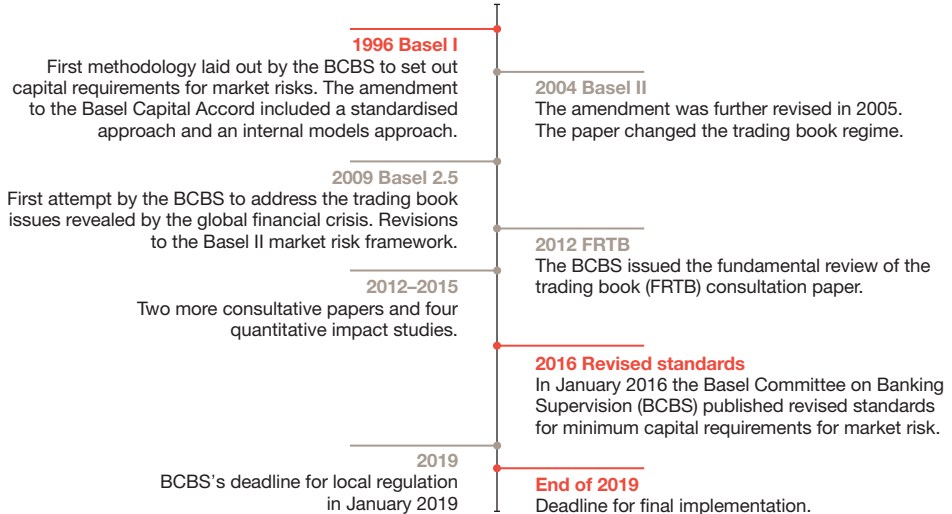 1996 Basel I
First methodology laid out by the BCBS to set out
capital requirements for market risks. The amendment
to the Basel Capital Accord included a standardised
approach and an internal models approach.
2004 Basel II
The amendment was further revised in 2005.
The paper changed the trading book regime.
2009 Basel 2.5
First attempt by the BCBS to address the trading book
issues revealed by the global financial crisis. Revisions
to the Basel II market risk framework.
2012 FRTB
The BCBS issued the fundamental review of the
trading book (FRTB) consultation paper.
2012–2015
Two more consultative papers and four
quantitative impact studies.
2016 Revised standards
In January 2016 the Basel Committee on Banking
Supervision (BCBS) published revised standards
for minimum capital requirements for market risk.
2019
BCBS's deadline for local regulation
in January 2019
End of 2019
Deadline for final implementation.